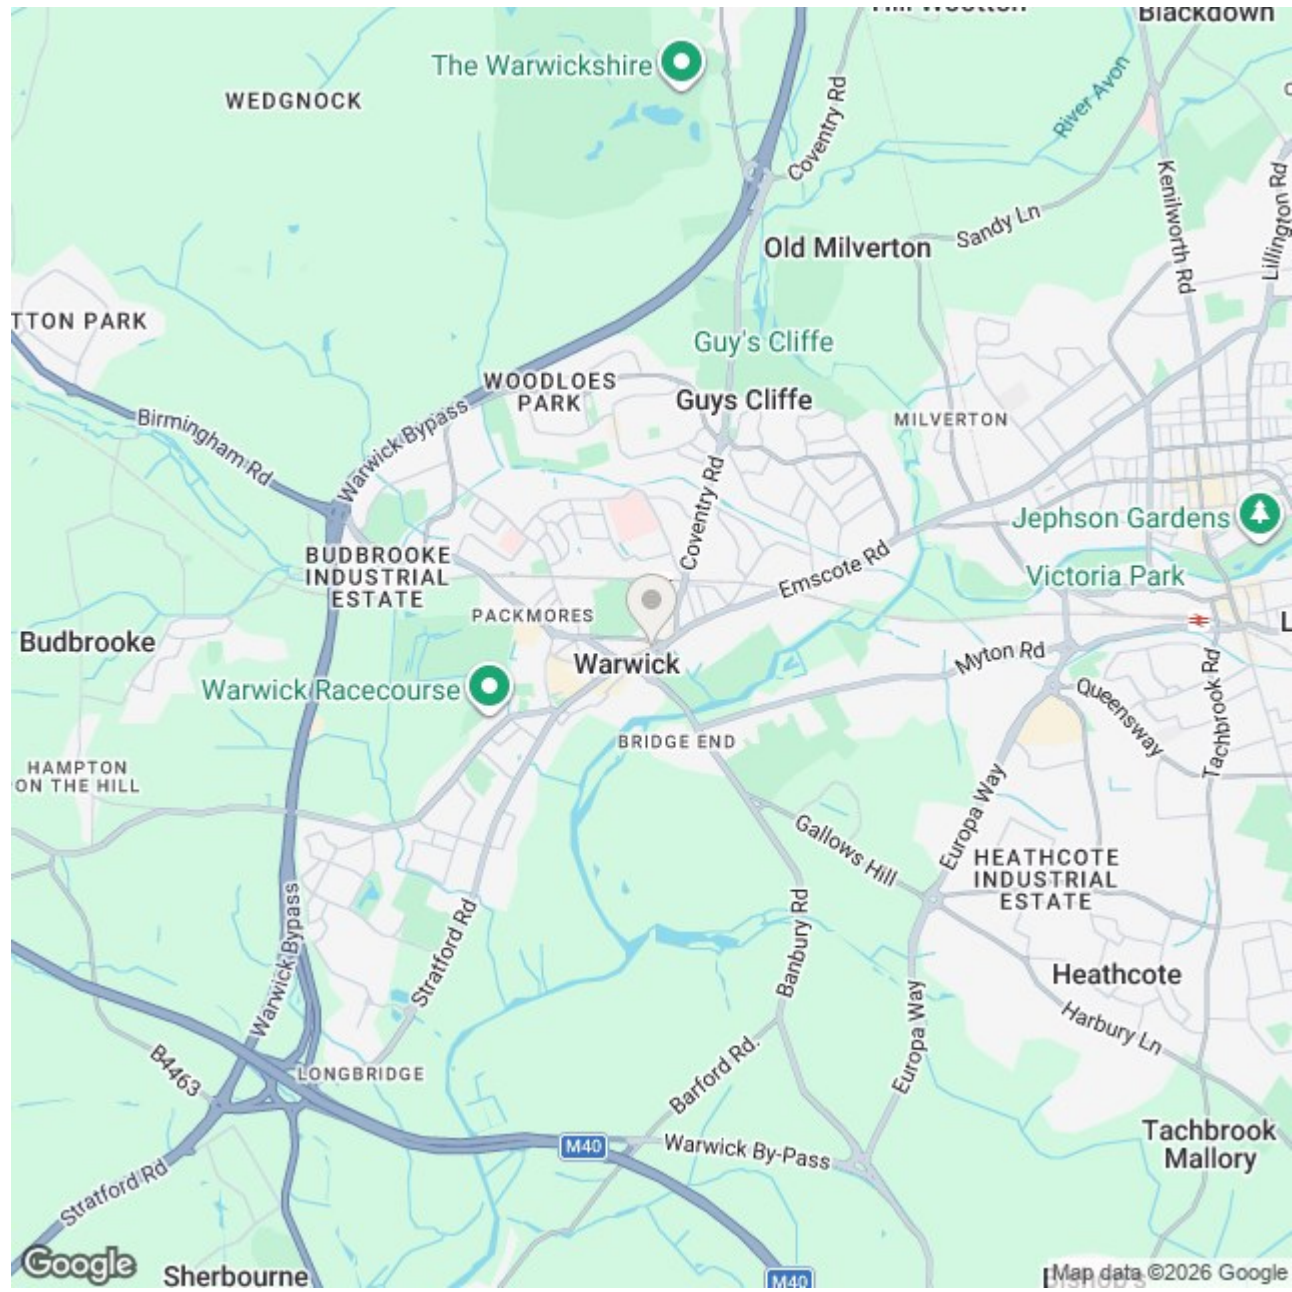 Blackdown
The Warwickshire
WEDGNOCK
Coventry Rd
River Avon
Kenilworth Rd
Lillington Rd
Sandy Ln
Old Milverton
TTON PARK
Guy's Cliffe
WOODLOES
PARK
Guys Cliffe
MILVERTON
Birmingham Rd
Warwick Bypass
Coventry Rd
Jephson Gardens
BUDBROOKE
INDUSTRIAL
ESTATE
Emscote Rd
Victoria Park
PACKMORES
Budbrooke
L
Warwick
Myton Rd
Warwick Racecourse
Queensway
Tachbrook Rd
BRIDGE END
HAMPTON
ON THE HILL
Europa Way
Gallows Hill
HEATHCOTE
INDUSTRIAL
ESTATE
Stratford Rd
Warwick Bypass
Banbury Rd
Heathcote
Europa Way
Harbury Ln
B4463
LONGBRIDGE
Barford Rd.
Tachbrook
Mallory
M40
Warwick By-Pass
Stratford Rd
Google
Sherbourne
M40
Map data ©2026 Google